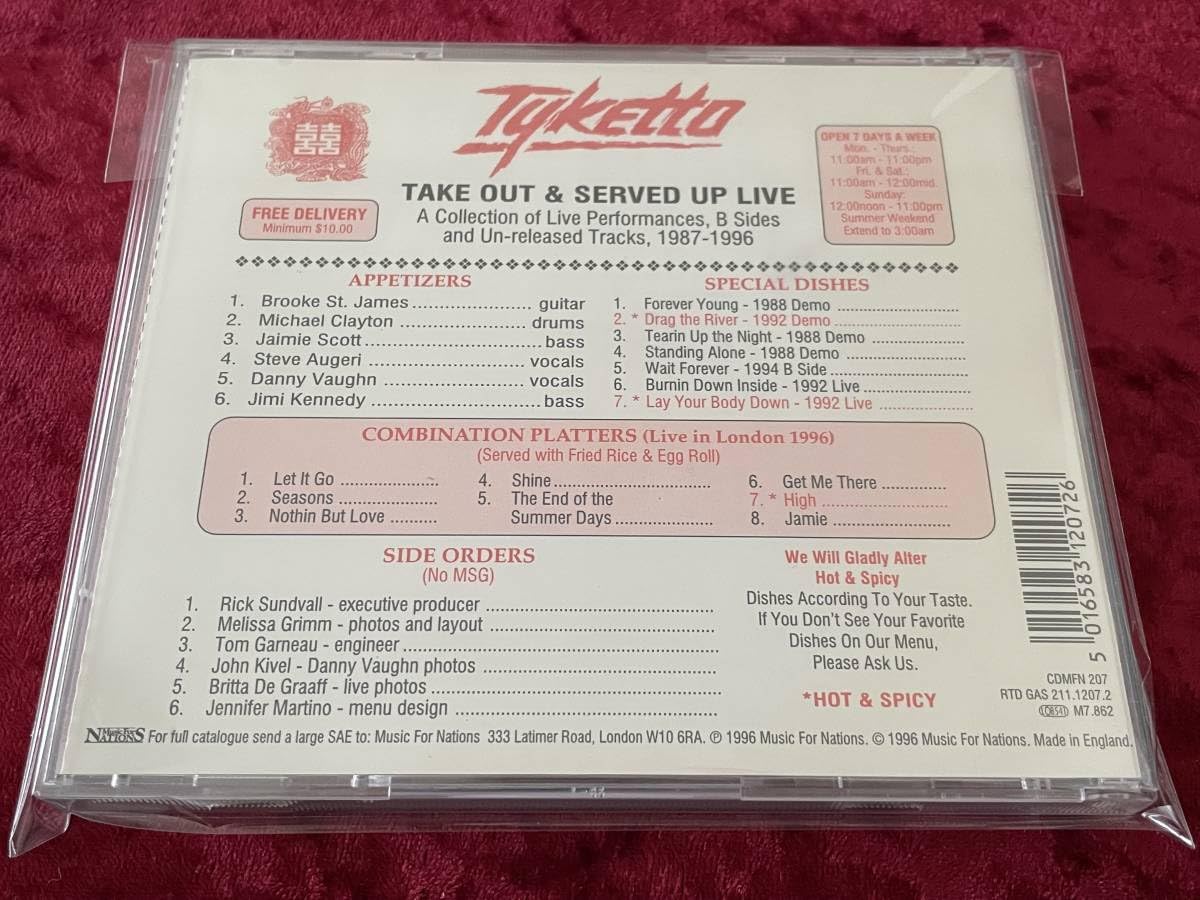 囍
Tyketto
TAKE OUT & SERVED UP LIVE
A Collection of Live Performances, B Sides
and Un-released Tracks, 1987-1996
FREE DELIVERY
Minimum $10.00
OPEN 7 DAYS A WEEK
Mon. - Thurs.:
11:00am - 11:00pm
Fri. & Sat.:
11:00am - 12:00mid.
Sunday:
12:00noon - 11:00pm
Summer Weekend
Extend to 3:00am
APPETIZERS
1. Brooke St. James.................... guitar
2. Michael Clayton ..................... drums
3. Jaimie Scott.............................. bass
4. Steve Augeri .......................... vocals
5. Danny Vaughn ....................... vocals
6. Jimi Kennedy ............................ bass
SPECIAL DISHES
1. Forever Young - 1988 Demo ......................
2. * Drag the River - 1992 Demo ......................
3. Tearin Up the Night - 1988 Demo ................
4. Standing Alone - 1988 Demo ....................
5. Wait Forever - 1994 B Side........................
6. Burnin Down Inside - 1992 Live..................
7. * Lay Your Body Down - 1992 Live ................
COMBINATION PLATTERS (Live in London 1996)
(Served with Fried Rice & Egg Roll)
1. Let It Go ..................
2. Seasons ..................
3. Nothin But Love ..........
4. Shine............................
5. The End of the
Summer Days..................
6. Get Me There ............
7. * High ........................
8. Jamie ......................
SIDE ORDERS
(No MSG)
1. Rick Sundvall - executive producer ........................................
2. Melissa Grimm - photos and layout ........................................
3. Tom Garneau - engineer........................................................
4. John Kivel - Danny Vaughn photos ........................................
5. Britta De Graaff - live photos ..................................................
6. Jennifer Martino - menu design ..............................................
We Will Gladly Alter
Hot & Spicy
Dishes According To Your Taste.
If You Don't See Your Favorite
Dishes On Our Menu,
Please Ask Us.
*HOT & SPICY
5 016583 120726
CDMFN 207
RTD GAS 211.1207.2
LC8541 M7.862
Music For NATIONS For full catalogue send a large SAE to: Music For Nations 333 Latimer Road, London W10 6RA. ℗ 1996 Music For Nations. © 1996 Music For Nations. Made in England.